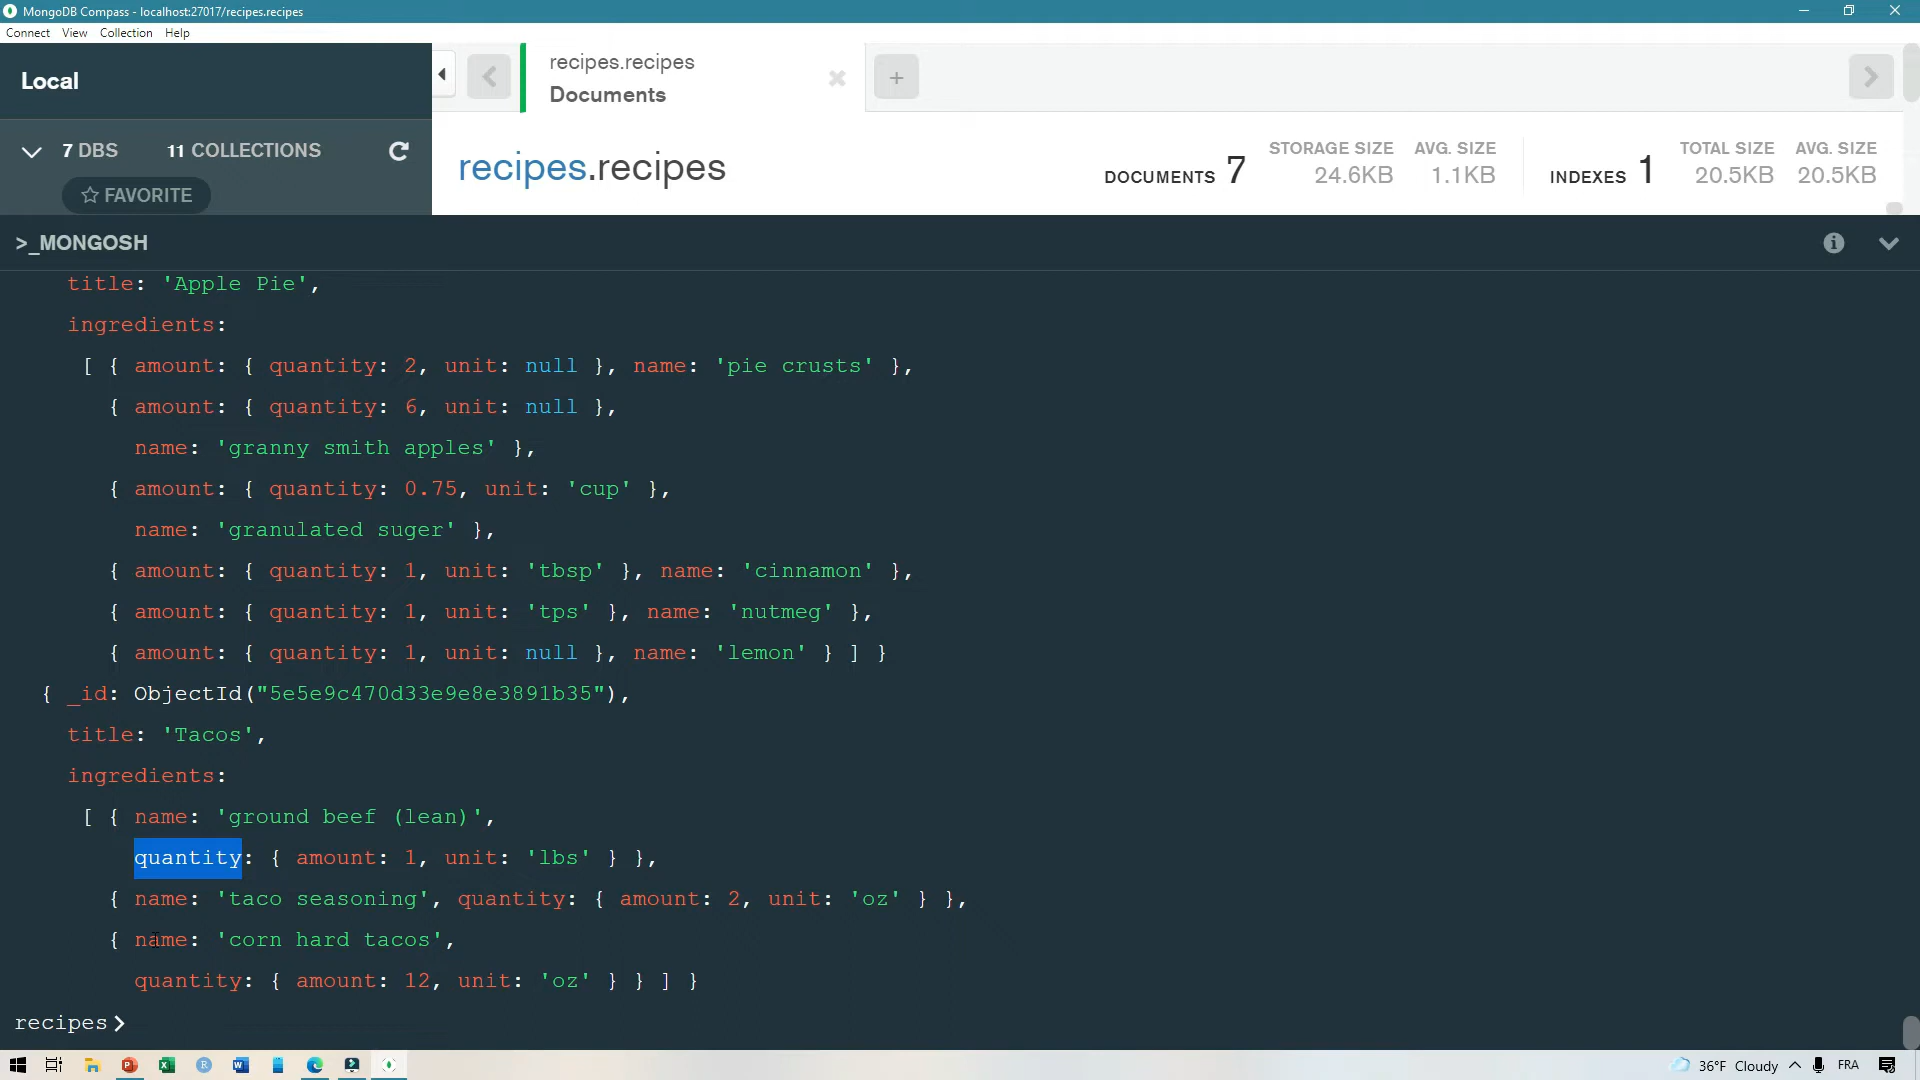 MongoDB Compass - localhost:27017/recipes.recipes
Connect View Collection Help
Local
recipes.recipes
Documents
7 DBS 11 COLLECTIONS
FAVORITE
recipes.recipes
DOCUMENTS 7
STORAGE SIZE
24.6KB
AVG. SIZE
1.1KB
INDEXES 1
TOTAL SIZE
20.5KB
AVG. SIZE
20.5KB
>_MONGOSH
title: 'Apple Pie',
ingredients:
[ { amount: { quantity: 2, unit: null }, name: 'pie crusts' },
{ amount: { quantity: 6, unit: null },
name: 'granny smith apples' },
{ amount: { quantity: 0.75, unit: 'cup' },
name: 'granulated suger' },
{ amount: { quantity: 1, unit: 'tbsp' }, name: 'cinnamon' },
{ amount: { quantity: 1, unit: 'tps' }, name: 'nutmeg' },
{ amount: { quantity: 1, unit: null }, name: 'lemon' } ] }
{ _id: ObjectId("5e5e9c470d33e9e8e3891b35"),
title: 'Tacos',
ingredients:
[ { name: 'ground beef (lean)',
quantity: { amount: 1, unit: 'lbs' } },
{ name: 'taco seasoning', quantity: { amount: 2, unit: 'oz' } },
{ name: 'corn hard tacos',
quantity: { amount: 12, unit: 'oz' } } ] }
recipes>
36°F Cloudy FRA